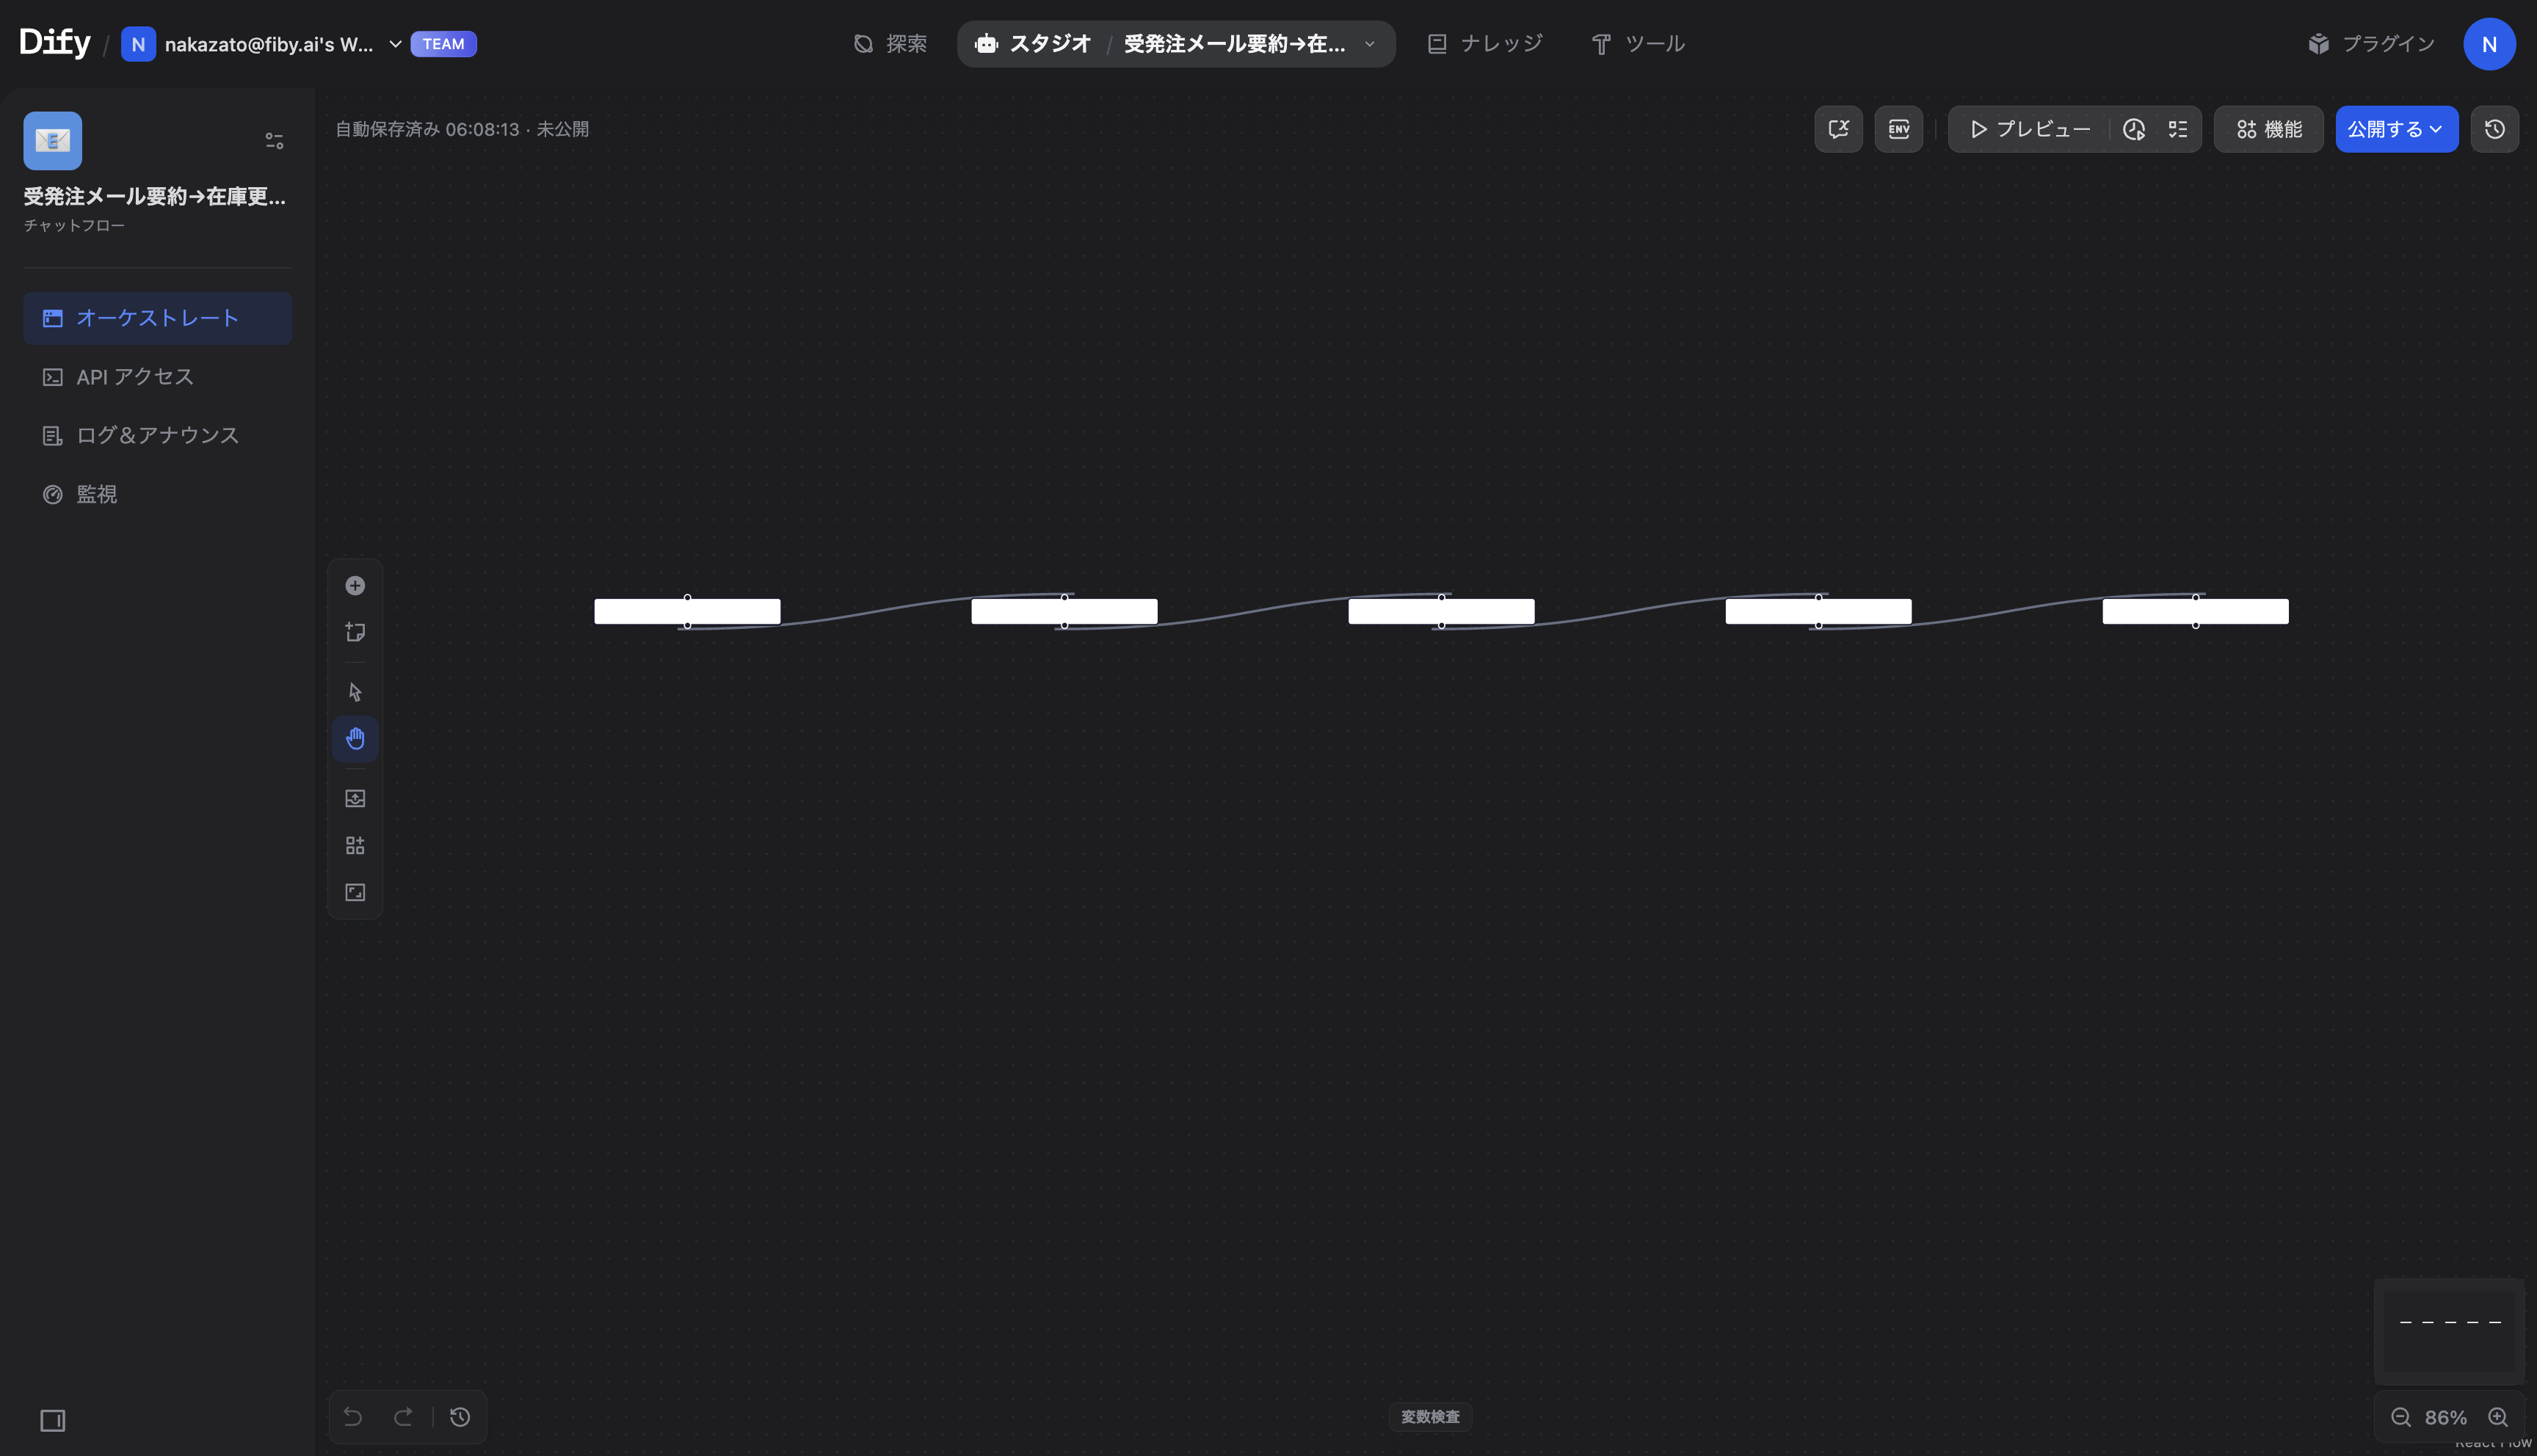 Dify / N nakazato@fiby.ai's W... TEAM
探索
スタジオ / 受発注メール要約→在...
ナレッジ
ツール
プラグイン
N
E
受発注メール要約→在庫更...
チャットフロー
オーケストレート
API アクセス
ログ＆アナウンス
監視
自動保存済み 06:08:13 · 未公開
ENV
プレビュー
機能
公開する
変数検査
86%
React Flow